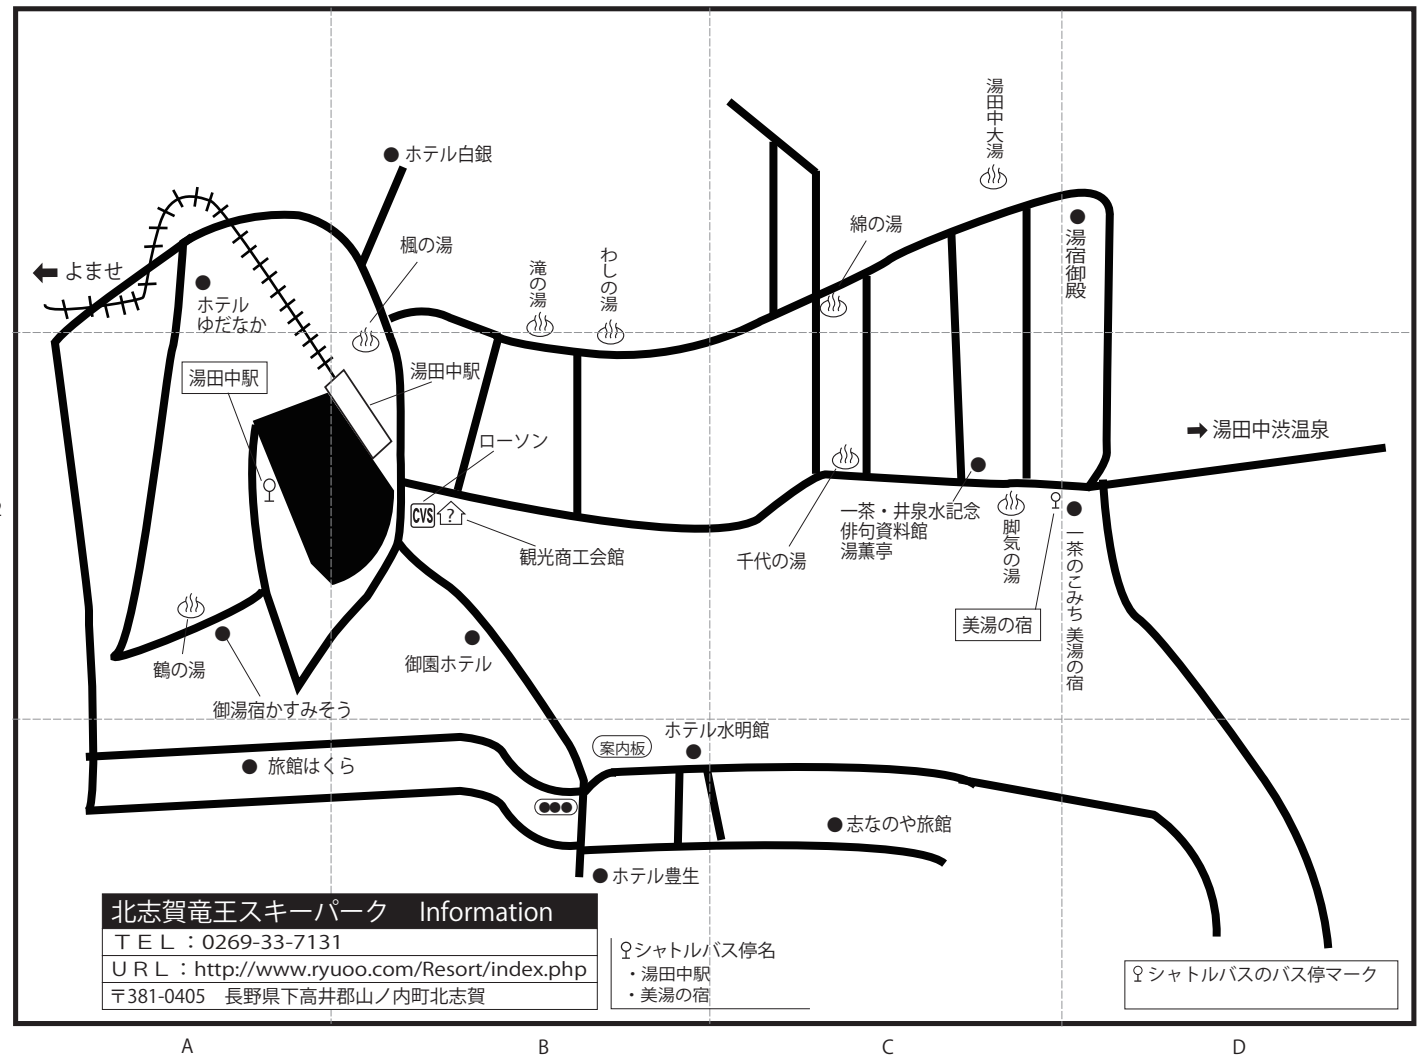 湯田中大湯
ホテル白銀
綿の湯
楓の湯
湯宿御殿
滝の湯
わしの湯
よませ
ホテル
ゆだなか
湯田中駅
湯田中駅
ローソン
湯田中渋温泉
CVS
?
一茶・井泉水記念
俳句資料館
湯薫亭
観光商工会館
千代の湯
脚気の湯
一茶のこみち 美湯の宿
美湯の宿
鶴の湯
御園ホテル
御湯宿かすみそう
ホテル水明館
案内板
旅館はくら
志なのや旅館
ホテル豊生
北志賀竜王スキーパーク Information
ＴＥＬ：0269-33-7131
ＵＲＬ：http://www.ryuoo.com/Resort/index.php
〒381-0405 長野県下高井郡山ノ内町北志賀
シャトルバス停名
・湯田中駅
・美湯の宿
シャトルバスのバス停マーク
A B C D